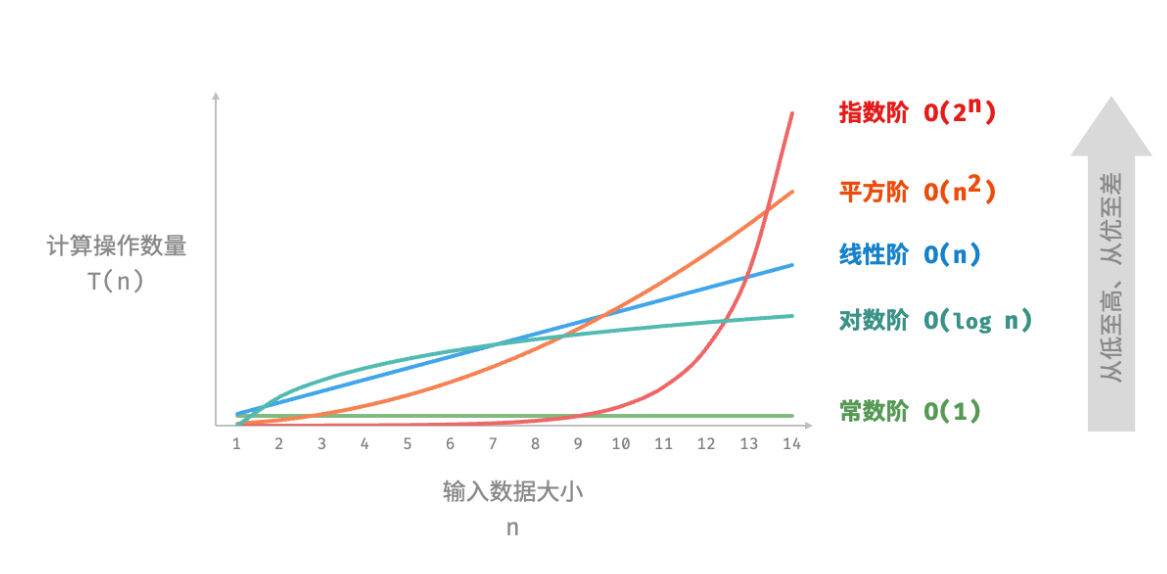 指数阶 O(2ⁿ)
平方阶 O(n²)
线性阶 O(n)
对数阶 O(log n)
常数阶 O(1)
从低至高、从优至差
计算操作数量
T(n)
1 2 3 4 5 6 7 8 9 10 11 12 13 14
输入数据大小
n